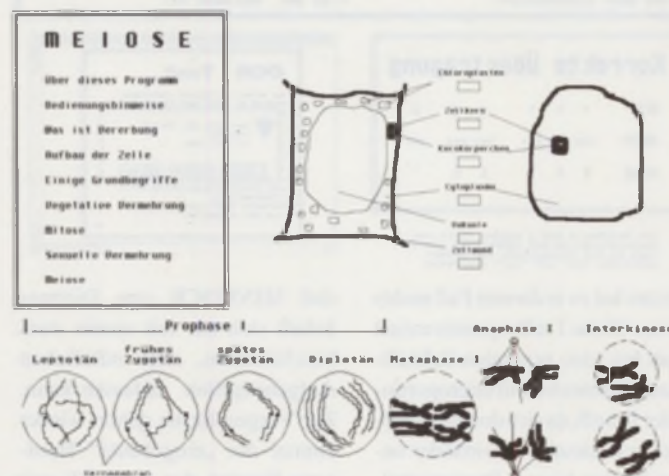 MEIOSE
Über dieses Programm
Bedienungshinweise
Was ist Vererbung
Aufbau der Zelle
Einige Grundbegriffe
Vegetative Vermehrung
Mitose
Sexuelle Vermehrung
Meiose
Chloroplasten
Zellkern
Kernkörperchen
Cytoplasma
Vakuole
Zellwand
Prophase I
Anaphase I
Interkinese
Leptotän
frühes Zygotän
spätes Zygotän
Diplotän
Metaphase I
Kernmembran